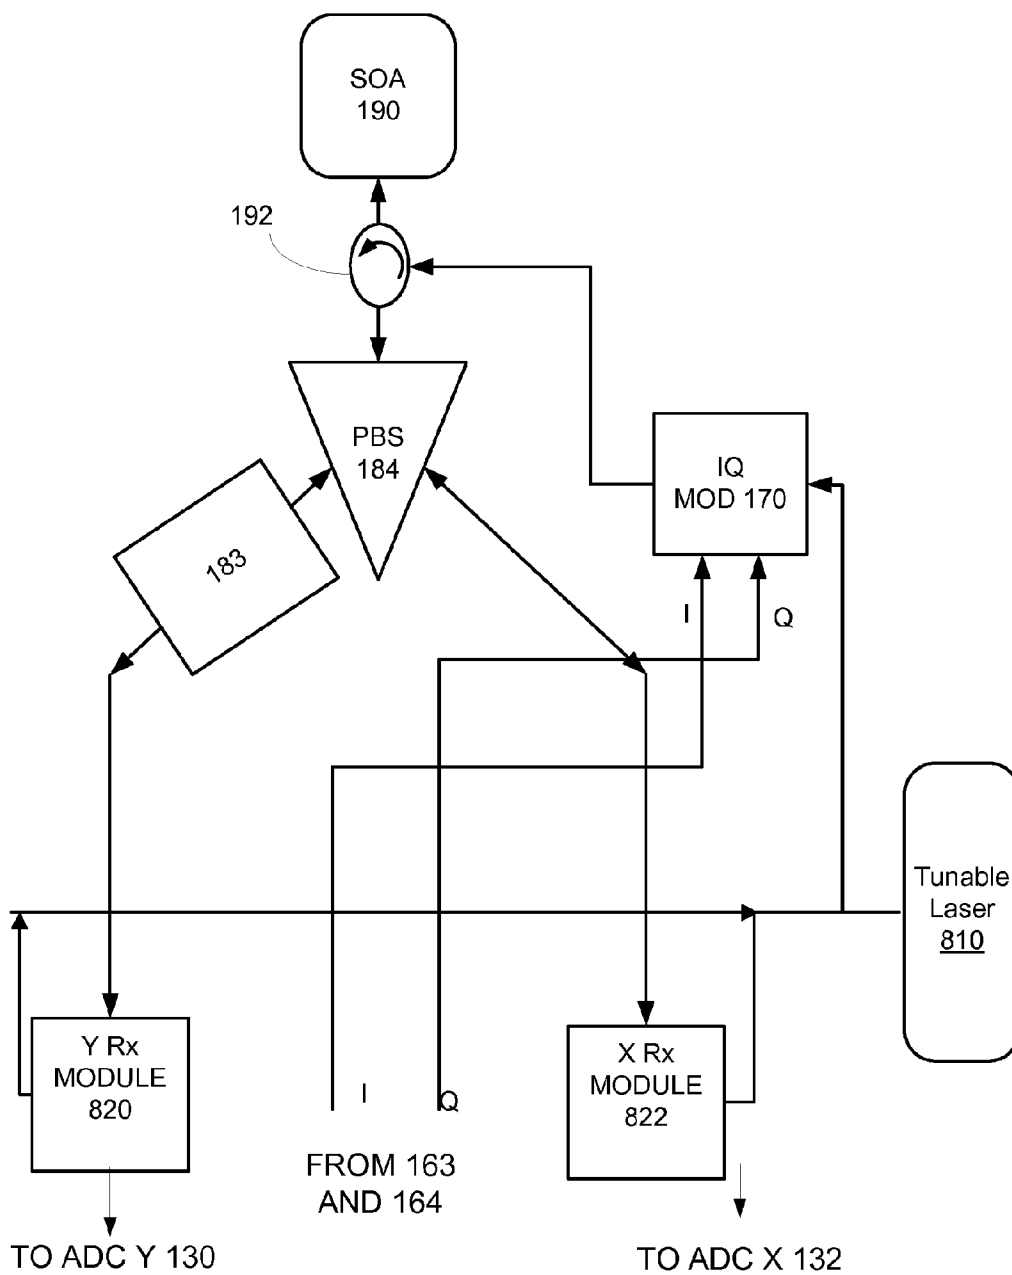 SOA
190
192
PBS
184
IQ
MOD 170
183
I
Q
Tunable
Laser
810
Y Rx
MODULE
820
I
Q
X Rx
MODULE
822
FROM 163
AND 164
TO ADC Y 130
TO ADC X 132